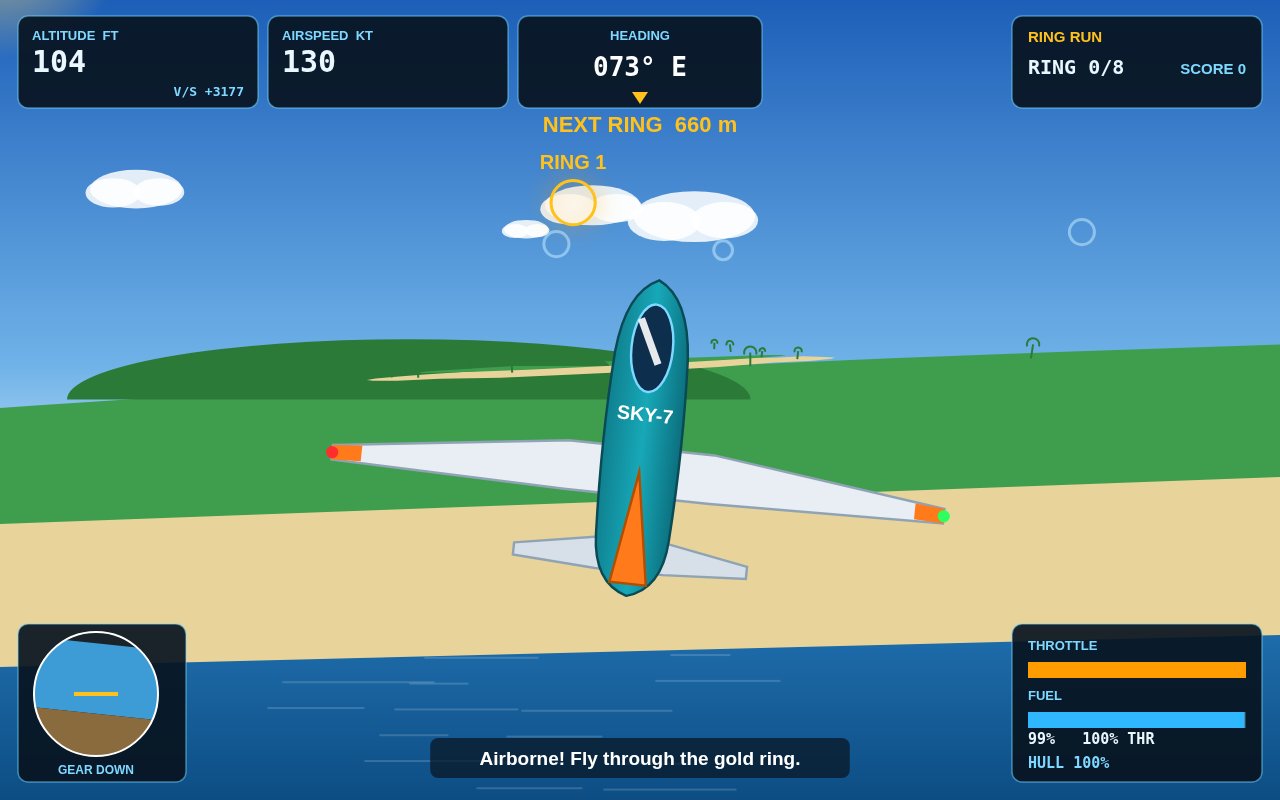 ALTITUDE FT
104
V/S +3177
AIRSPEED KT
130
HEADING
073° E
RING RUN
RING 0/8 SCORE 0
NEXT RING 660 m
RING 1
SKY-7
GEAR DOWN
Airborne! Fly through the gold ring.
THROTTLE
FUEL
99% 100% THR
HULL 100%